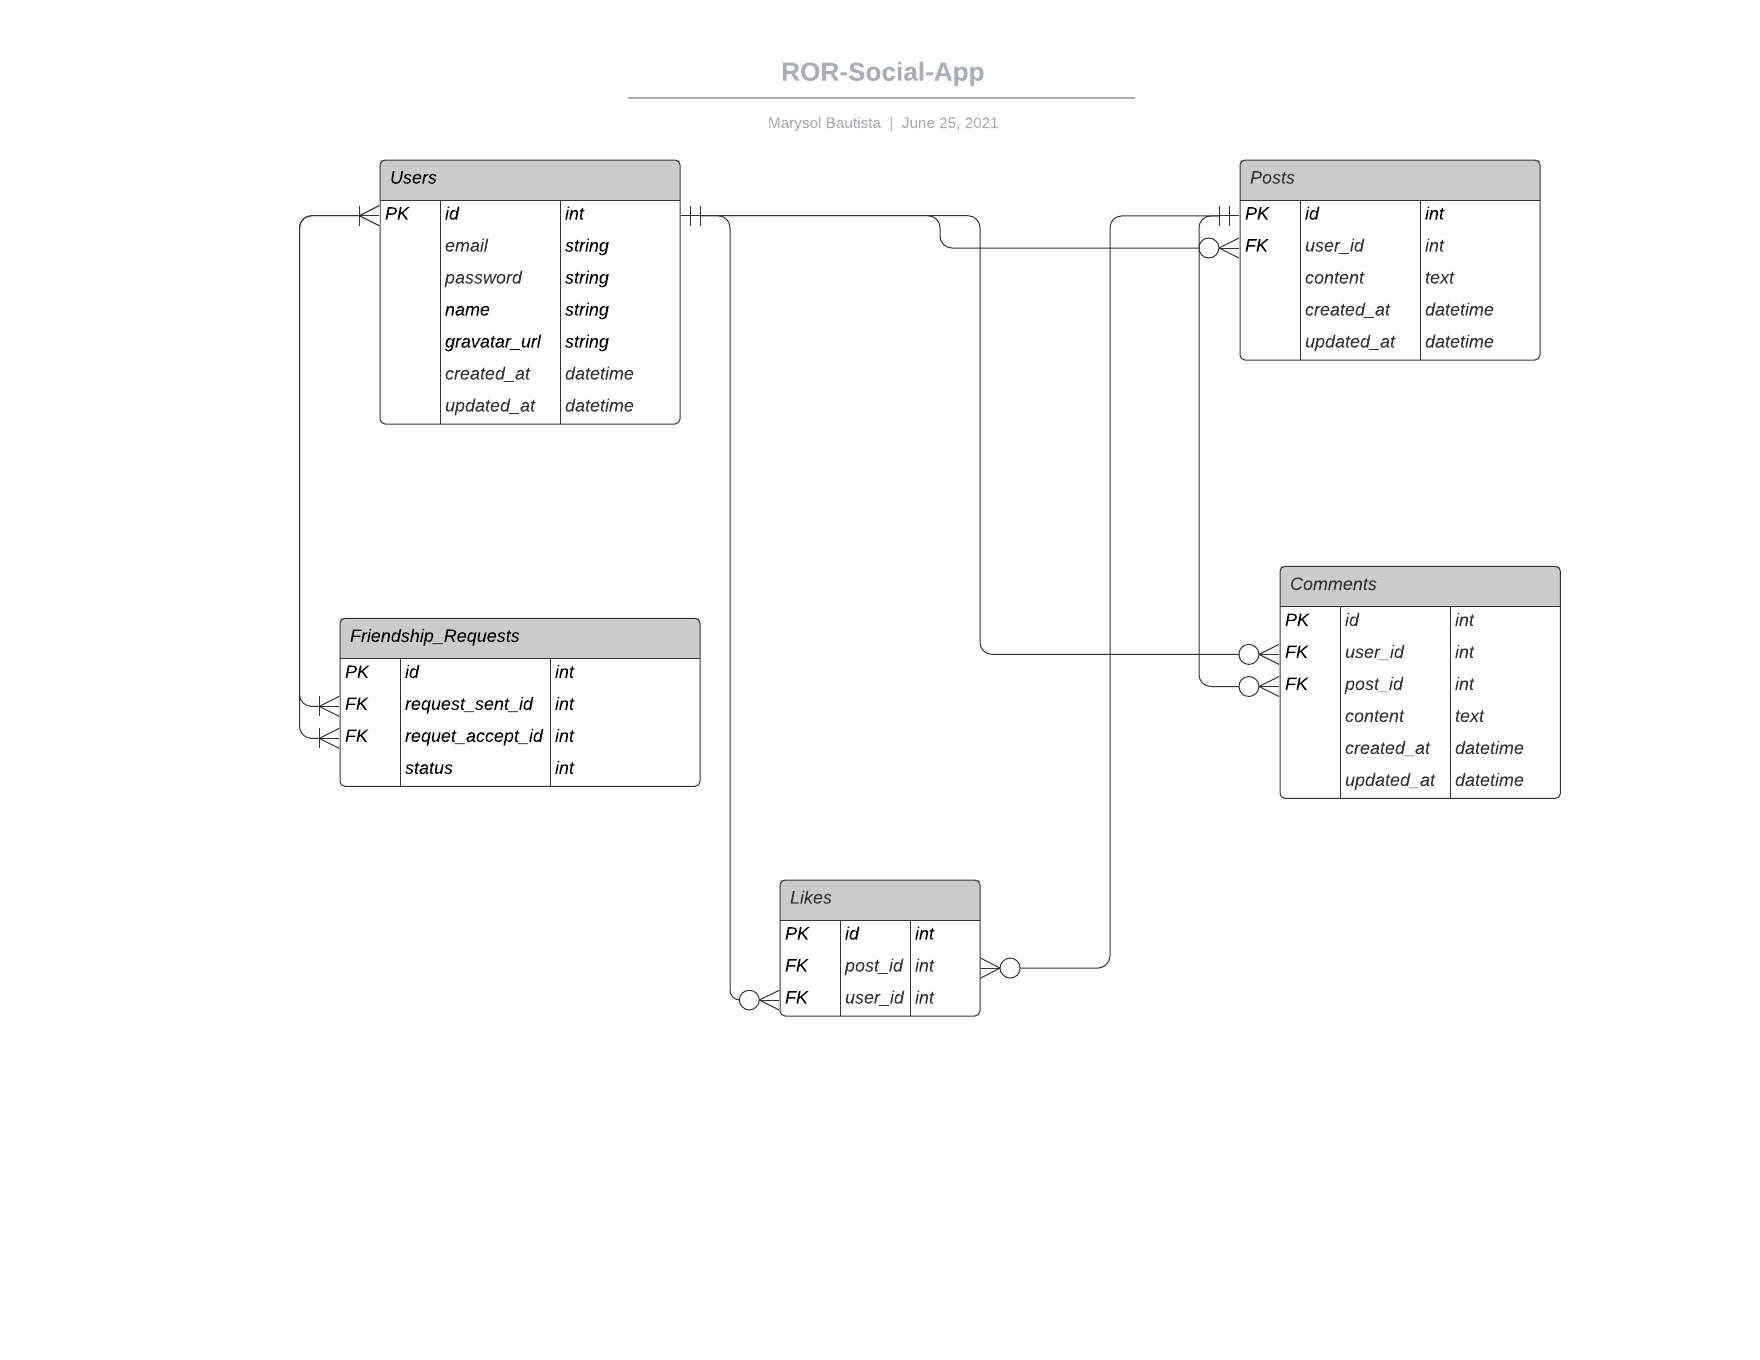 ROR-Social-App
Marysol Bautista | June 25, 2021
Users
PK id int
email string
password string
name string
gravatar_url string
created_at datetime
updated_at datetime
Posts
PK id int
FK user_id int
content text
created_at datetime
updated_at datetime
Friendship_Requests
PK id int
FK request_sent_id int
FK requet_accept_id int
status int
Comments
PK id int
FK user_id int
FK post_id int
content text
created_at datetime
updated_at datetime
Likes
PK id int
FK post_id int
FK user_id int